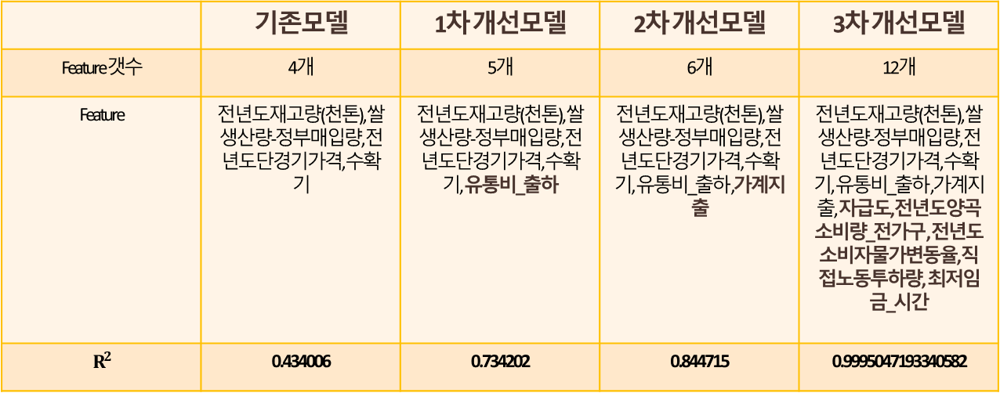 기존모델
1차 개선모델
2차 개선모델
3차 개선모델
Feature 갯수
4개
5개
6개
12개
Feature
전년도재고량(천톤),쌀
생산량-정부매입량,전
년도단경기가격,수확
기
전년도재고량(천톤),쌀
생산량-정부매입량,전
년도단경기가격,수확
기,유통비_출하
전년도재고량(천톤),쌀
생산량-정부매입량,전
년도단경기가격,수확
기,유통비_출하,가계지
출
전년도재고량(천톤),쌀
생산량-정부매입량,전
년도단경기가격,수확
기,유통비_출하,가계지
출,자급도,전년도양곡
소비량_전가구,전년도
소비자물가변동율,직
접노동투하량, 최저임
금_시간
R²
0.434006
0.734202
0.844715
0.9995047193340582